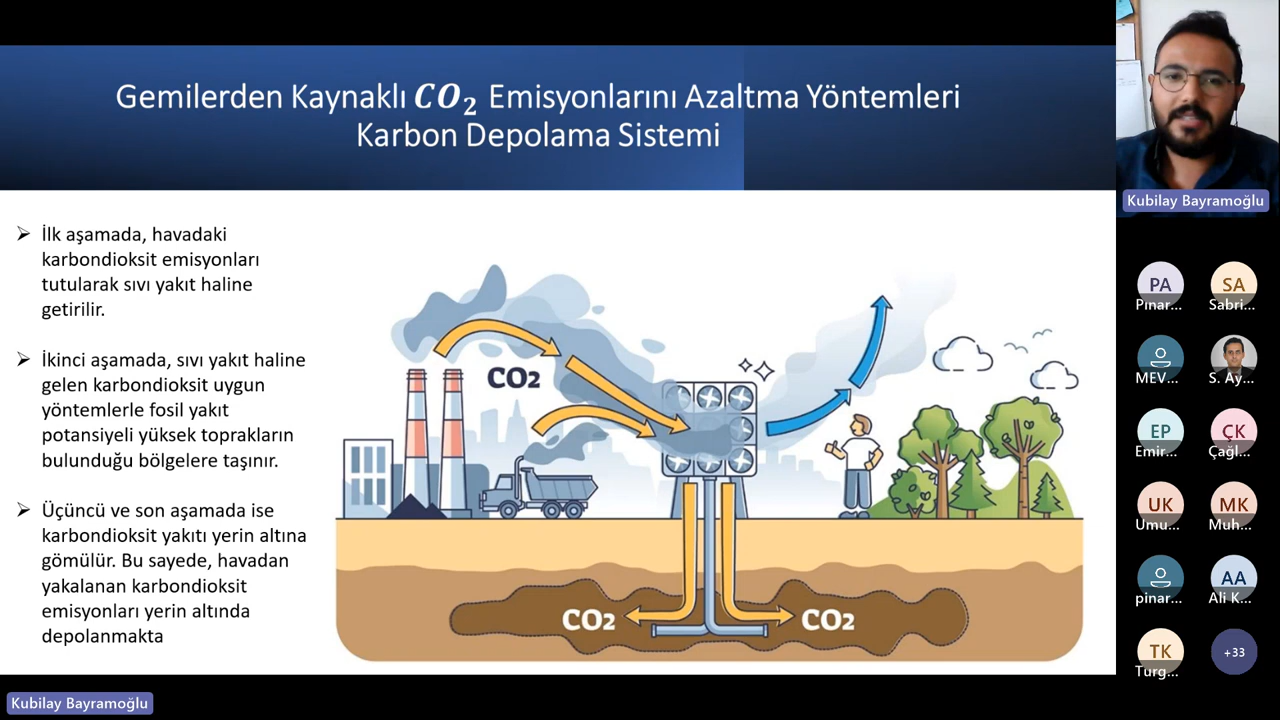 Gemilerden Kaynaklı CO₂ Emisyonlarını Azaltma Yöntemleri
Karbon Depolama Sistemi
➢ İlk aşamada, havadaki
karbondioksit emisyonları
tutularak sıvı yakıt haline
getirilir.
➢ İkinci aşamada, sıvı yakıt haline
gelen karbondioksit uygun
yöntemlerle fosil yakıt
potansiyeli yüksek toprakların
bulunduğu bölgelere taşınır.
➢ Üçüncü ve son aşamada ise
karbondioksit yakıtı yerin altına
gömülür. Bu sayede, havadan
yakalanan karbondioksit
emisyonları yerin altında
depolanmakta
CO2
CO2
CO2
Kubilay Bayramoğlu
Kubilay Bayramoğlu
PA
Pınar...
SA
Sabri...
MEV...
S. Ay...
EP
Emir...
ÇK
Çağl...
UK
Umu...
MK
Muh...
pinar...
AA
Ali K...
TK
Turg...
+33